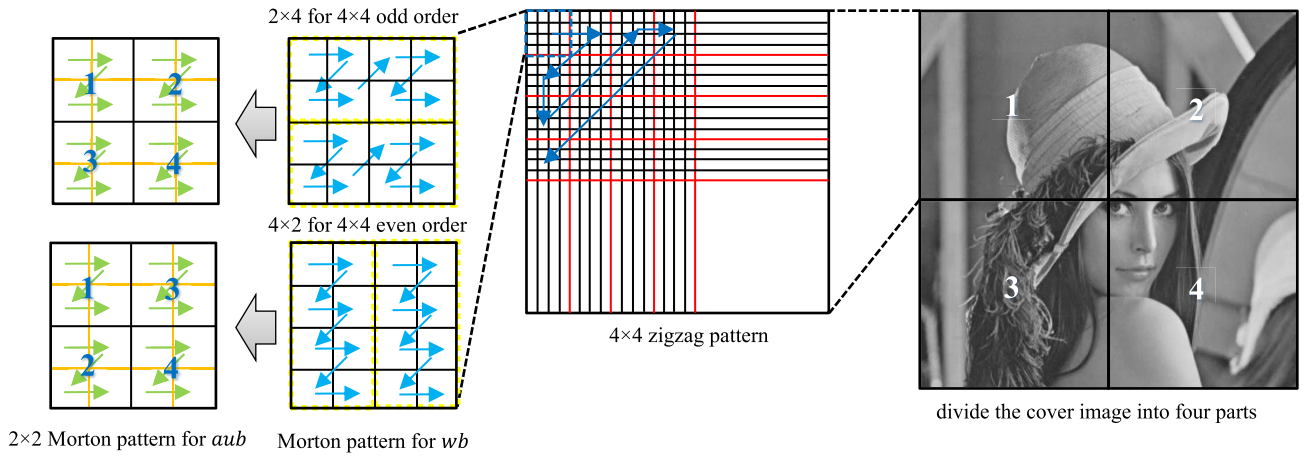 2×4 for 4×4 odd order
1 2
3 4
4×2 for 4×4 even order
1 3
2 4
2×2 Morton pattern for aub
Morton pattern for wb
4×4 zigzag pattern
1 2
3 4
divide the cover image into four parts